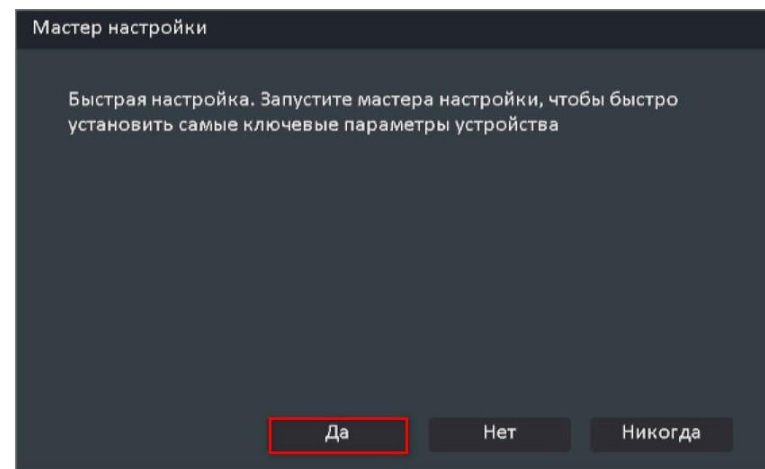 Мастер настройки
Быстрая настройка. Запустите мастера настройки, чтобы быстро
установить самые ключевые параметры устройства
Да
Нет
Никогда